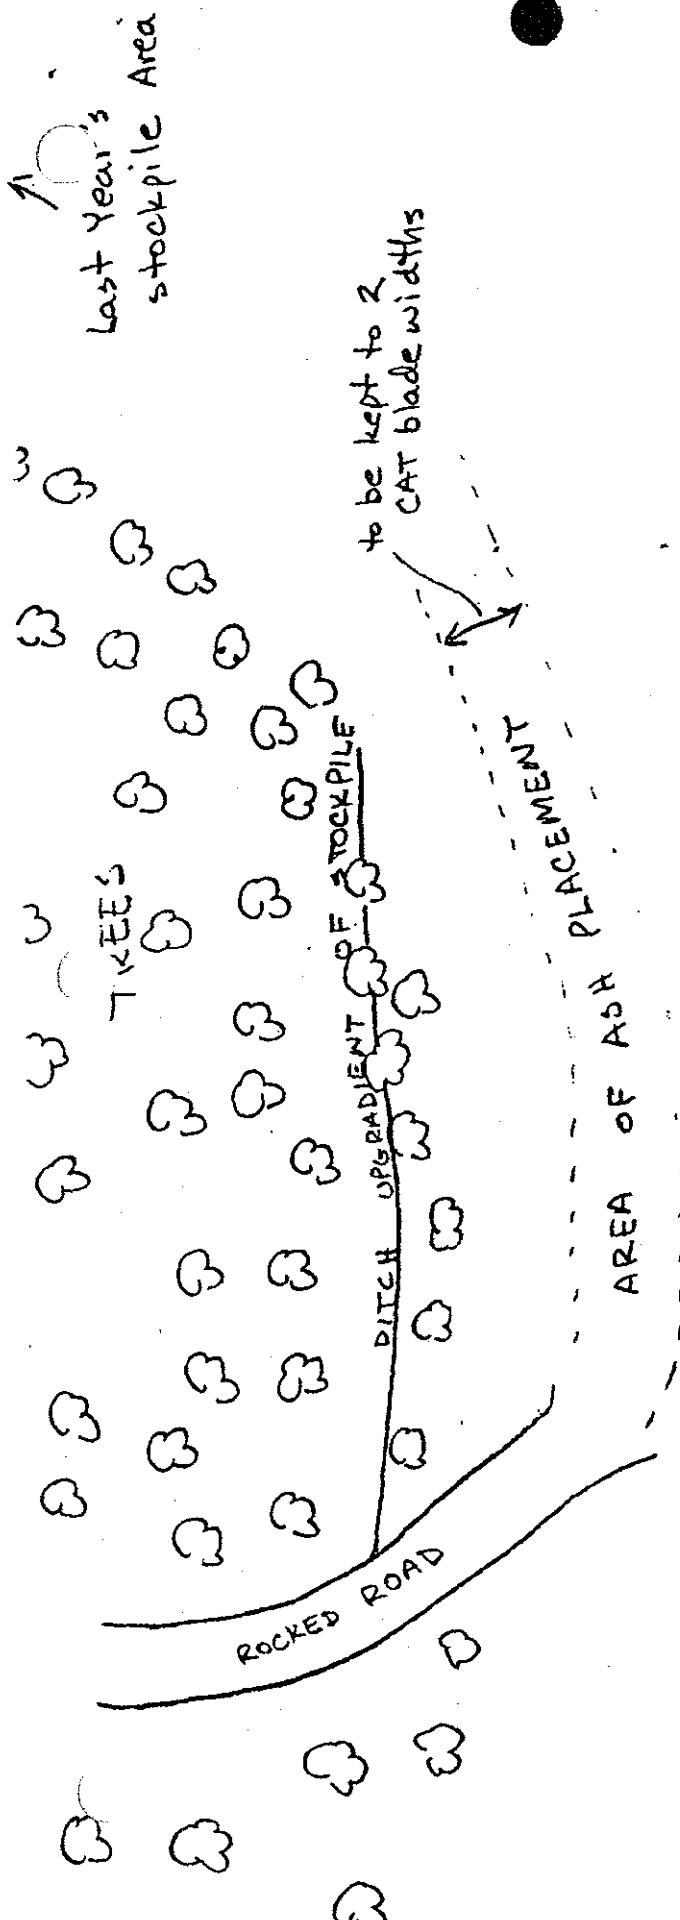 Last Year's
stockpile Area
to be kept to 2
CAT blade widths
TREES
DITCH UPGRADIENT OF STOCKPILE
AREA OF ASH PLACEMENT
ROCKED ROAD